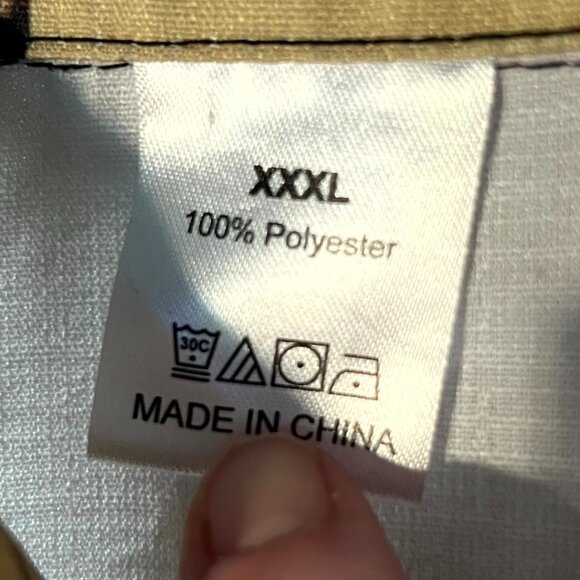 XXXL
100% Polyester
30C
MADE IN CHINA